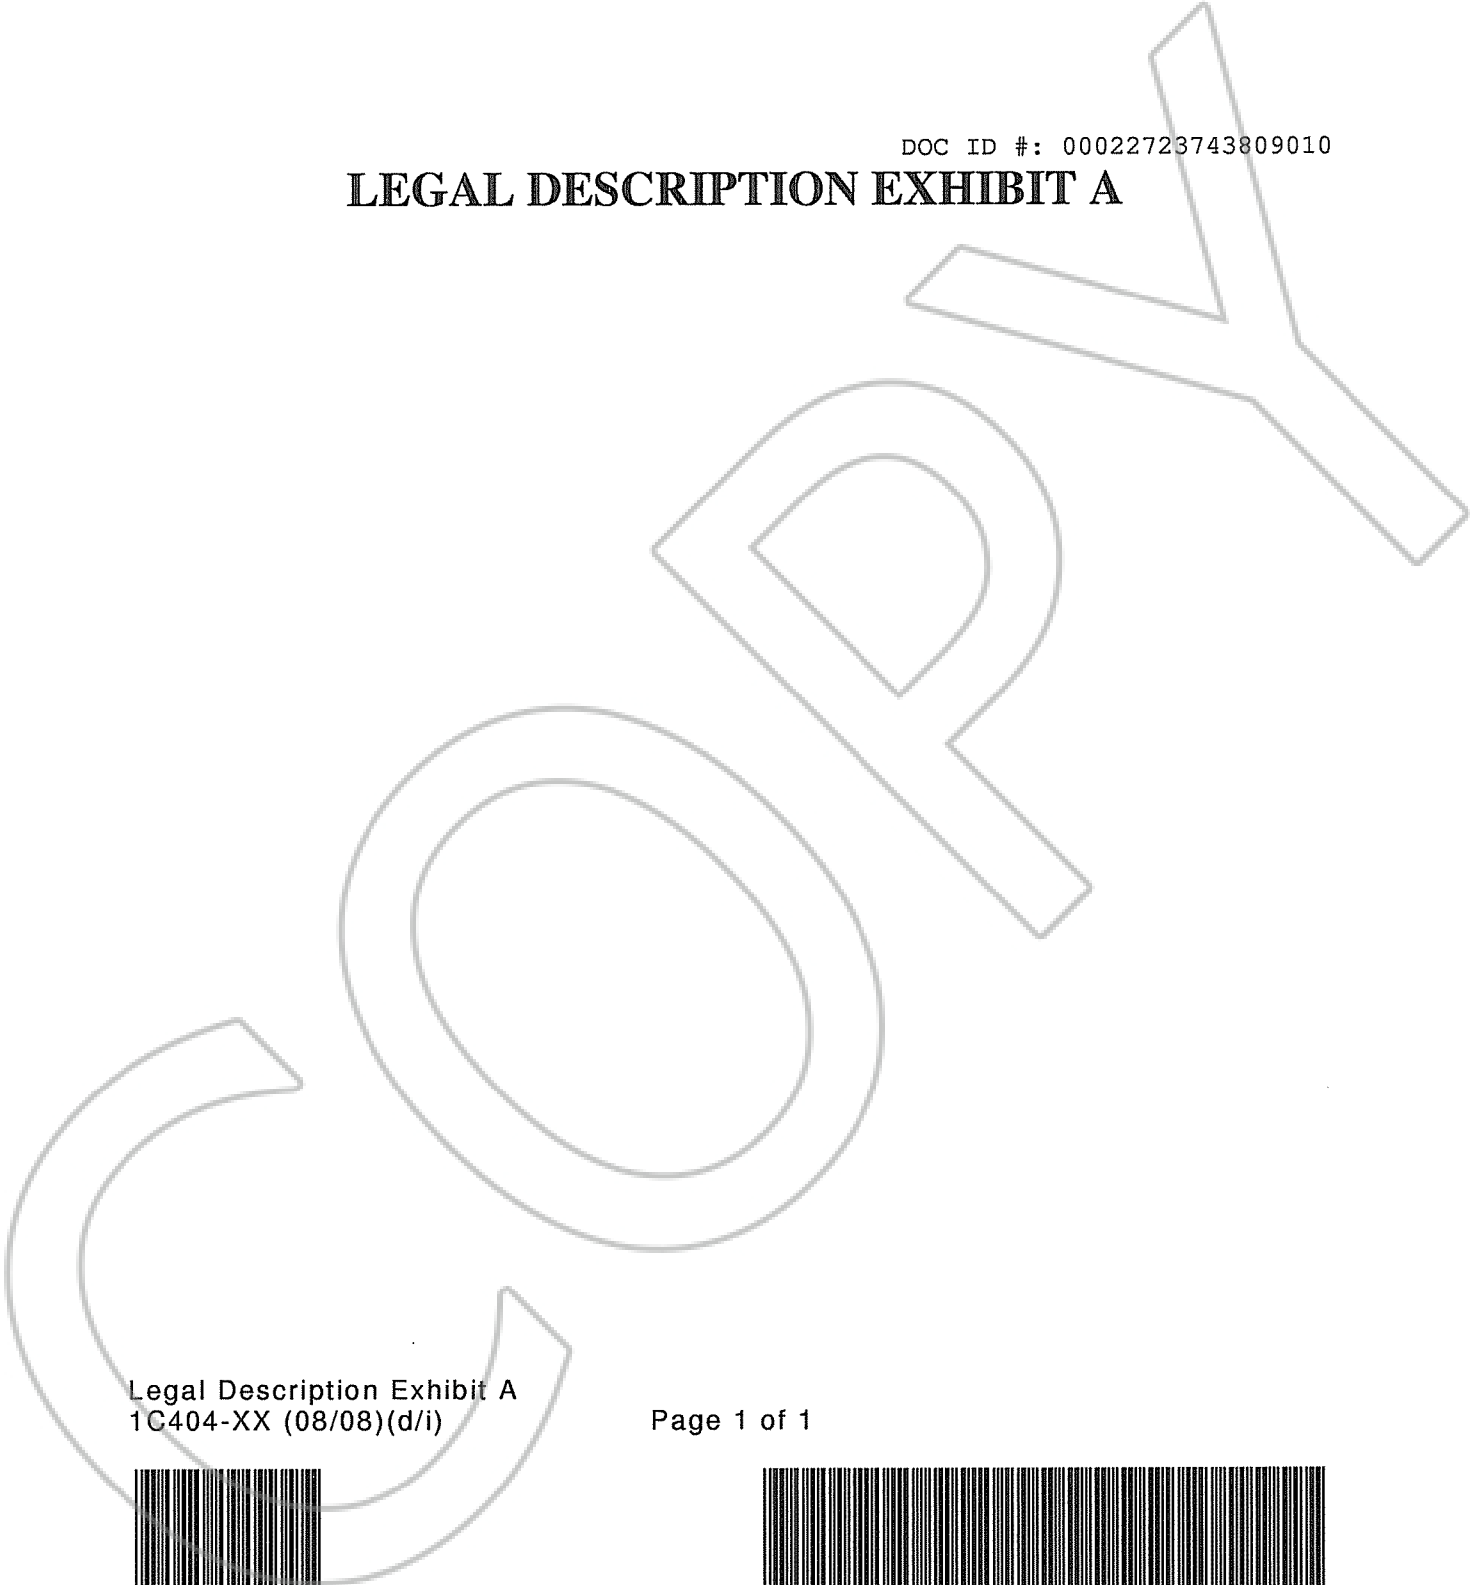 DOC ID #: 00022723743809010
LEGAL DESCRIPTION EXHIBIT A
COPY
Legal Description Exhibit A
1C404-XX (08/08)(d/i)
Page 1 of 1